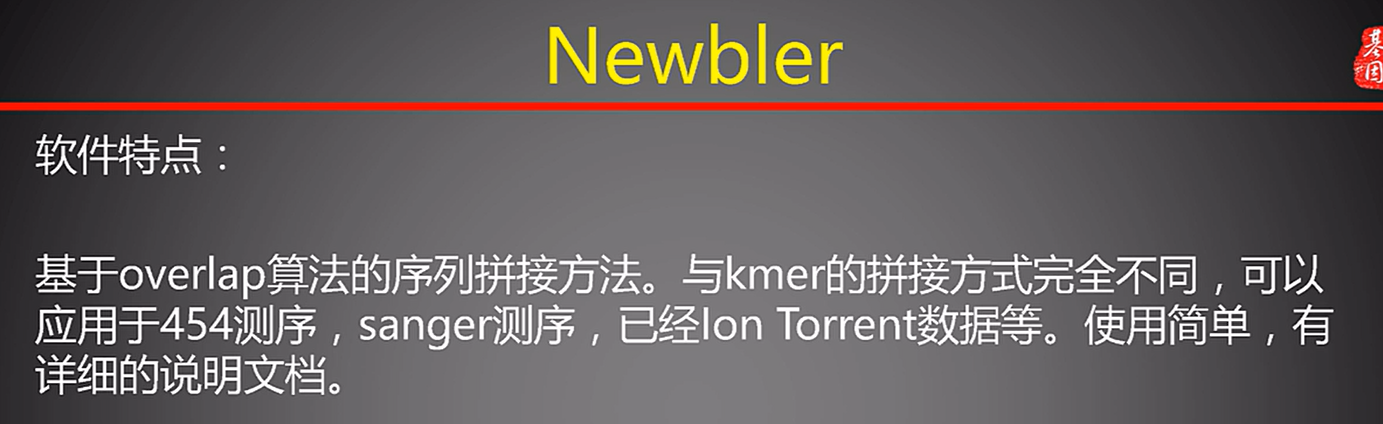 Newbler
基因
软件特点：
基于overlap算法的序列拼接方法。与kmer的拼接方式完全不同，可以
应用于454测序，sanger测序，已经Ion Torrent数据等。使用简单，有
详细的说明文档。